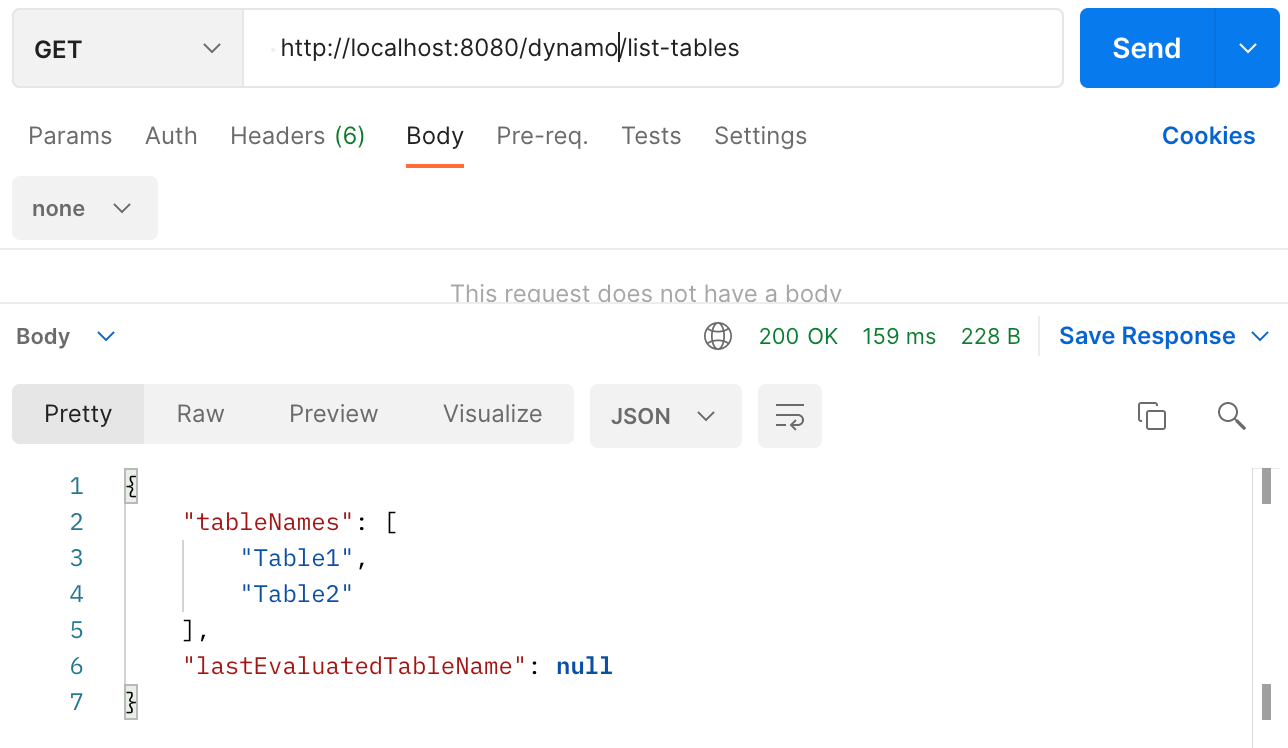 GET http://localhost:8080/dynamo/list-tables Send
Params Auth Headers (6) Body Pre-req. Tests Settings Cookies
none
This request does not have a body
Body 200 OK 159 ms 228 B Save Response
Pretty Raw Preview Visualize JSON
1 {
2 "tableNames": [
3 "Table1",
4 "Table2"
5 ],
6 "lastEvaluatedTableName": null
7 }